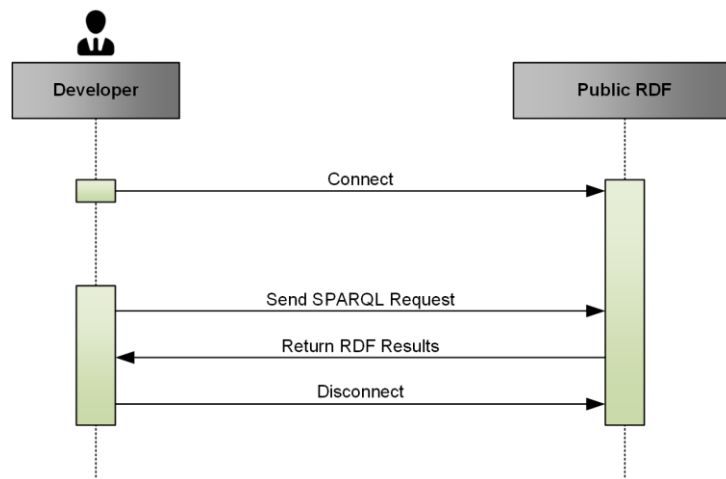 Developer
Public RDF
Connect
Send SPARQL Request
Return RDF Results
Disconnect